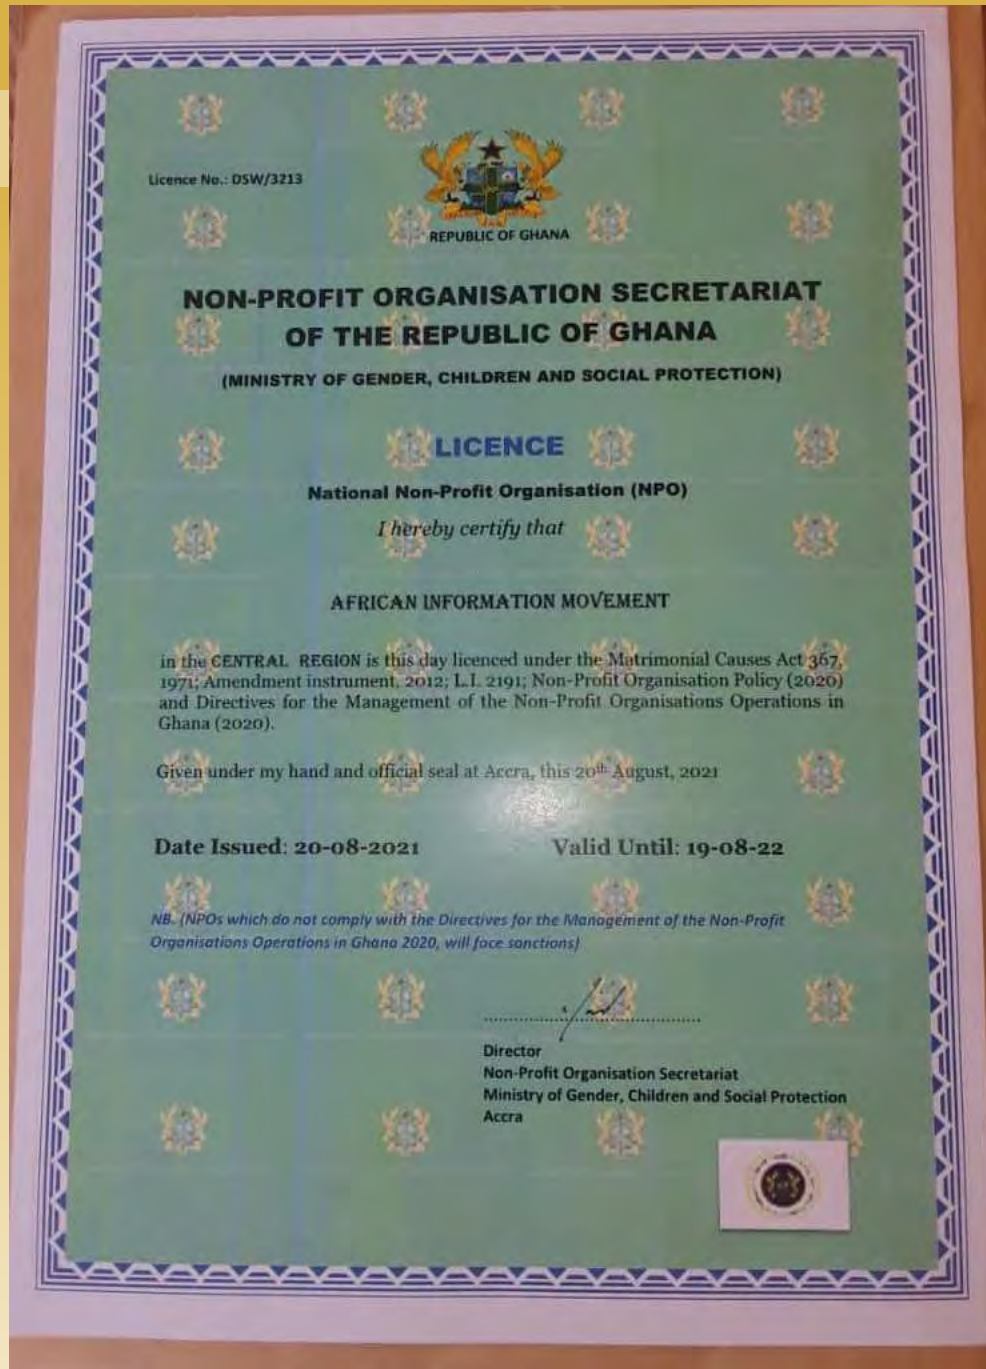 Licence No.: DSW/3213
REPUBLIC OF GHANA
NON-PROFIT ORGANISATION SECRETARIAT
OF THE REPUBLIC OF GHANA
(MINISTRY OF GENDER, CHILDREN AND SOCIAL PROTECTION)
LICENCE
National Non-Profit Organisation (NPO)
I hereby certify that
AFRICAN INFORMATION MOVEMENT
in the CENTRAL REGION is this day licenced under the Matrimonial Causes Act 367,
1971; Amendment instrument, 2012; L.I. 2191; Non-Profit Organisation Policy (2020)
and Directives for the Management of the Non-Profit Organisations Operations in
Ghana (2020).
Given under my hand and official seal at Accra, this 20th August, 2021
Date Issued: 20-08-2021 Valid Until: 19-08-22
NB. (NPOs which do not comply with the Directives for the Management of the Non-Profit
Organisations Operations in Ghana 2020, will face sanctions)
Director
Non-Profit Organisation Secretariat
Ministry of Gender, Children and Social Protection
Accra